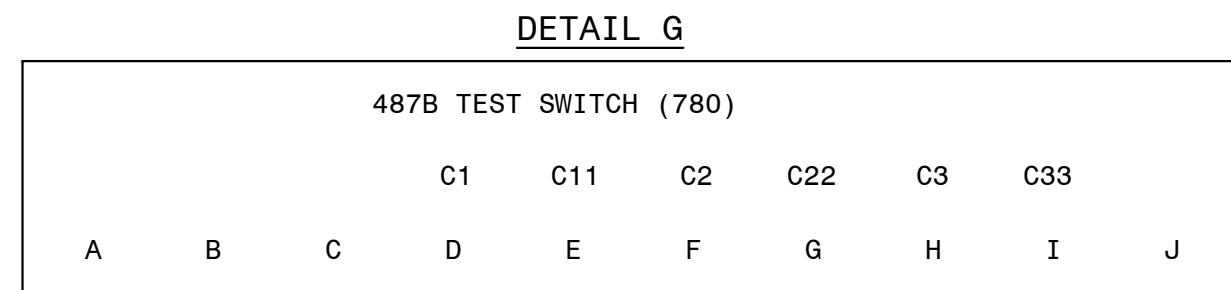 DETAIL G
487B TEST SWITCH (780)
C1 C11 C2 C22 C3 C33
A B C D E F G H I J